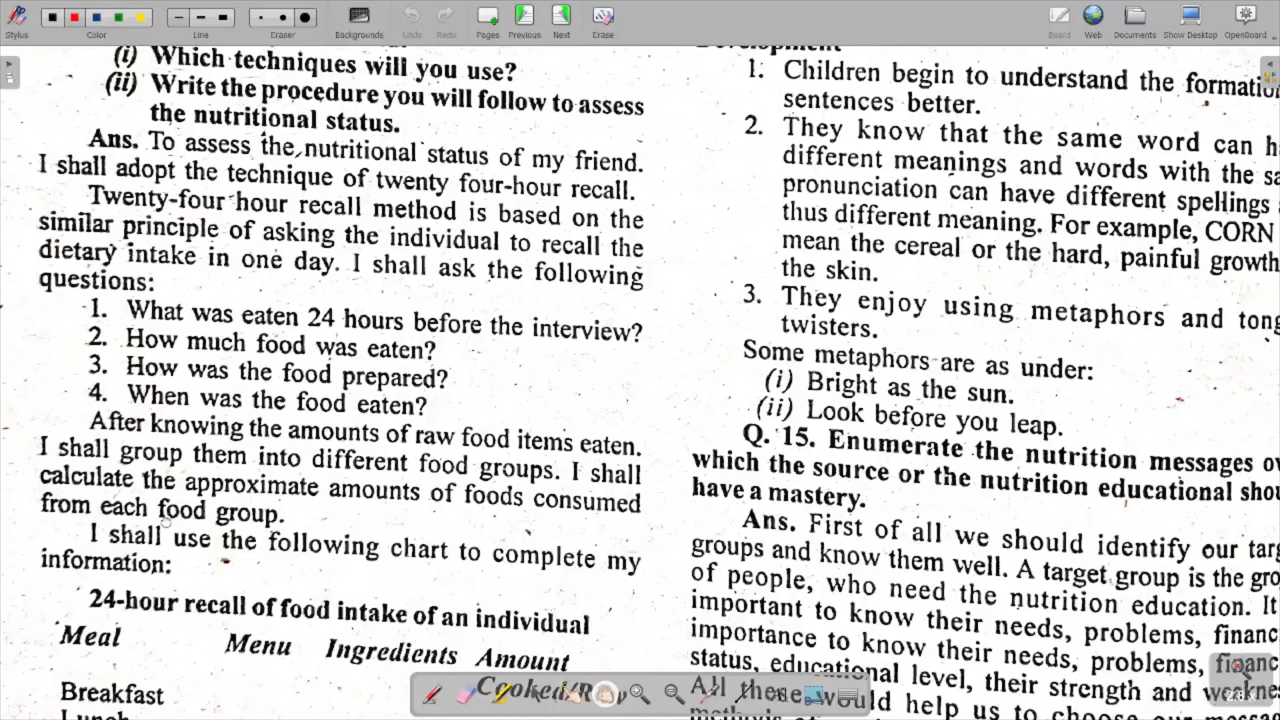 Stylus
Color
Line
Eraser
Backgrounds
Undo
Redo
Pages
Previous
Next
Erase
Board
Web
Documents
Show Desktop
OpenBoard
(i) Which techniques will you use?
(ii) Write the procedure you will follow to assess
the nutritional status.
Ans. To assess the nutritional status of my friend.
I shall adopt the technique of twenty four-hour recall.
Twenty-four hour recall method is based on the
similar principle of asking the individual to recall the
dietary intake in one day. I shall ask the following
questions:
1. What was eaten 24 hours before the interview?
2. How much food was eaten?
3. How was the food prepared?
4. When was the food eaten?
After knowing the amounts of raw food items eaten.
I shall group them into different food groups. I shall
calculate the approximate amounts of foods consumed
from each food group.
I shall use the following chart to complete my
information:
24-hour recall of food intake of an individual
Meal Menu Ingredients Amount
Breakfast
Lunch
Development
1. Children begin to understand the
sentences better.
2. They know that the same word can
different meanings and words with the
pronunciation can have different spellings
thus different meaning. For example, CORN
mean the cereal or the hard, painful growth
the skin.
3. They enjoy using metaphors and
twisters.
Some metaphors are as under:
(i) Bright as the sun.
(ii) Look before you leap.
Q. 15. Enumerate the nutrition messages
which the source or the nutrition educational
have a mastery.
Ans. First of all we should identify our
groups and know them well. A target group is the
of people, who need the nutrition education. It
important to know their needs, problems,
importance to know their needs, problems,
status, educational level, their strength and
All these would help us to choose our